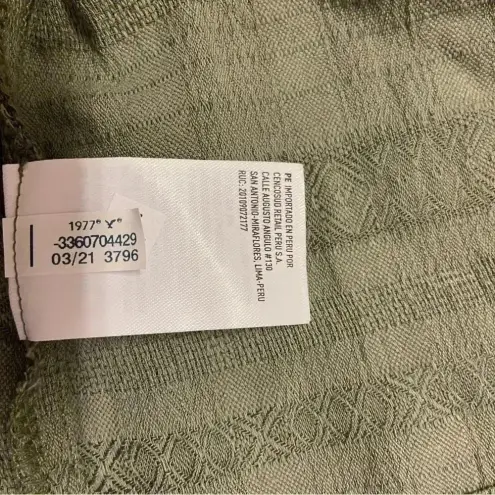 1977® X®
-3360704429
03/21 3796
PE IMPORTADO EN PERU POR
CENCOSUD RETAIL PERU S.A.
CALLE AUGUSTO ANGULO #130
SAN ANTONIO-MIRAFLORES, LIMA-PERU
RUC: 20109072177